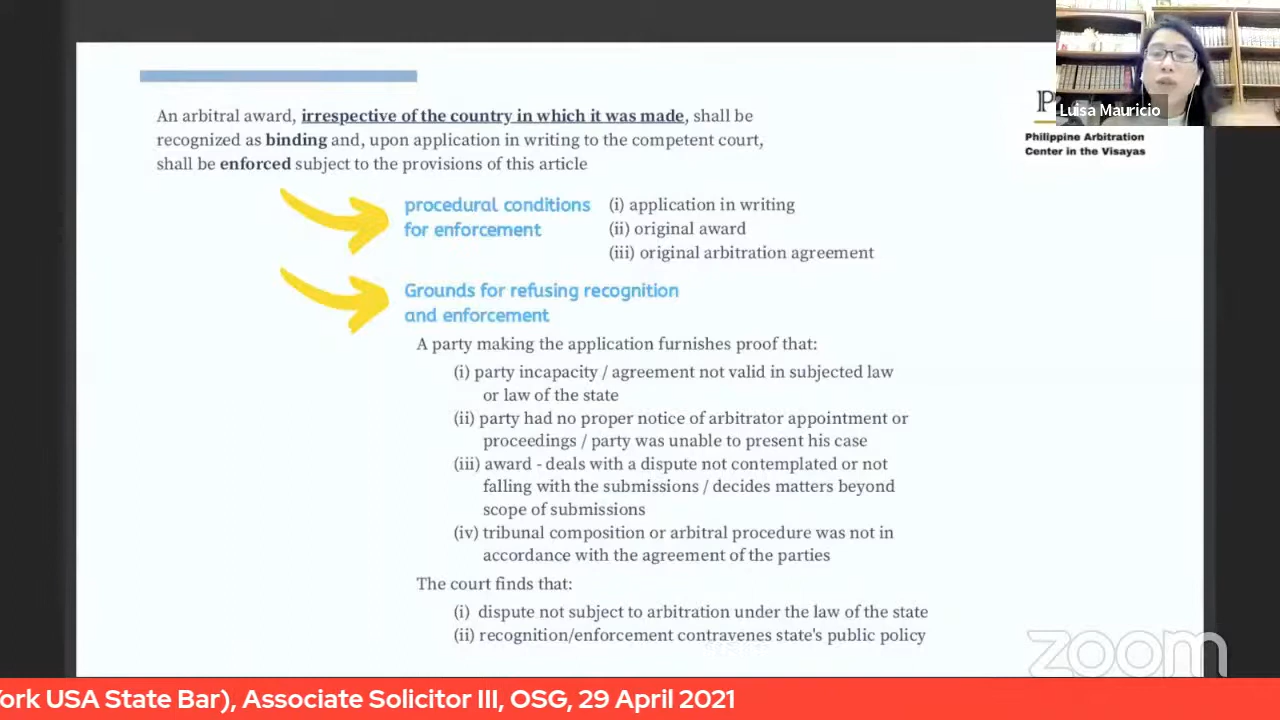 An arbitral award, irrespective of the country in which it was made, shall be
recognized as binding and, upon application in writing to the competent court,
shall be enforced subject to the provisions of this article
procedural conditions
for enforcement
(i) application in writing
(ii) original award
(iii) original arbitration agreement
Grounds for refusing recognition
and enforcement
A party making the application furnishes proof that:
(i) party incapacity / agreement not valid in subjected law
or law of the state
(ii) party had no proper notice of arbitrator appointment or
proceedings / party was unable to present his case
(iii) award - deals with a dispute not contemplated or not
falling with the submissions / decides matters beyond
scope of submissions
(iv) tribunal composition or arbitral procedure was not in
accordance with the agreement of the parties
The court finds that:
(i) dispute not subject to arbitration under the law of the state
(ii) recognition/enforcement contravenes state's public policy
Luisa Mauricio
Philippine Arbitration
Center in the Visayas
zoom
USA State Bar), Associate Solicitor III, OSG, 29 April 2021